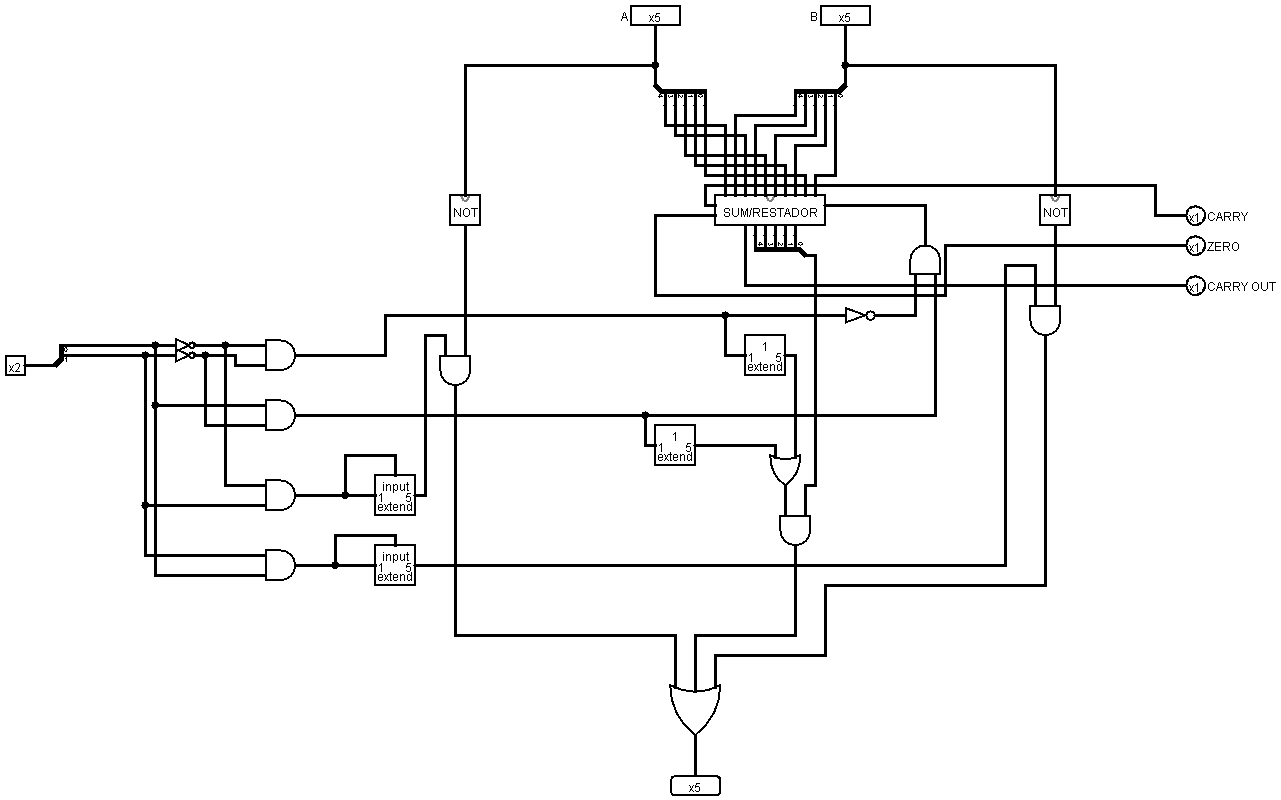 A x5 B x5
NOT
SUM/RESTADOR
NOT
x1 CARRY
x1 ZERO
x1 CARRY OUT
x2
1
1 5
extend
1
1 5
extend
input
1 5
extend
input
1 5
extend
x5